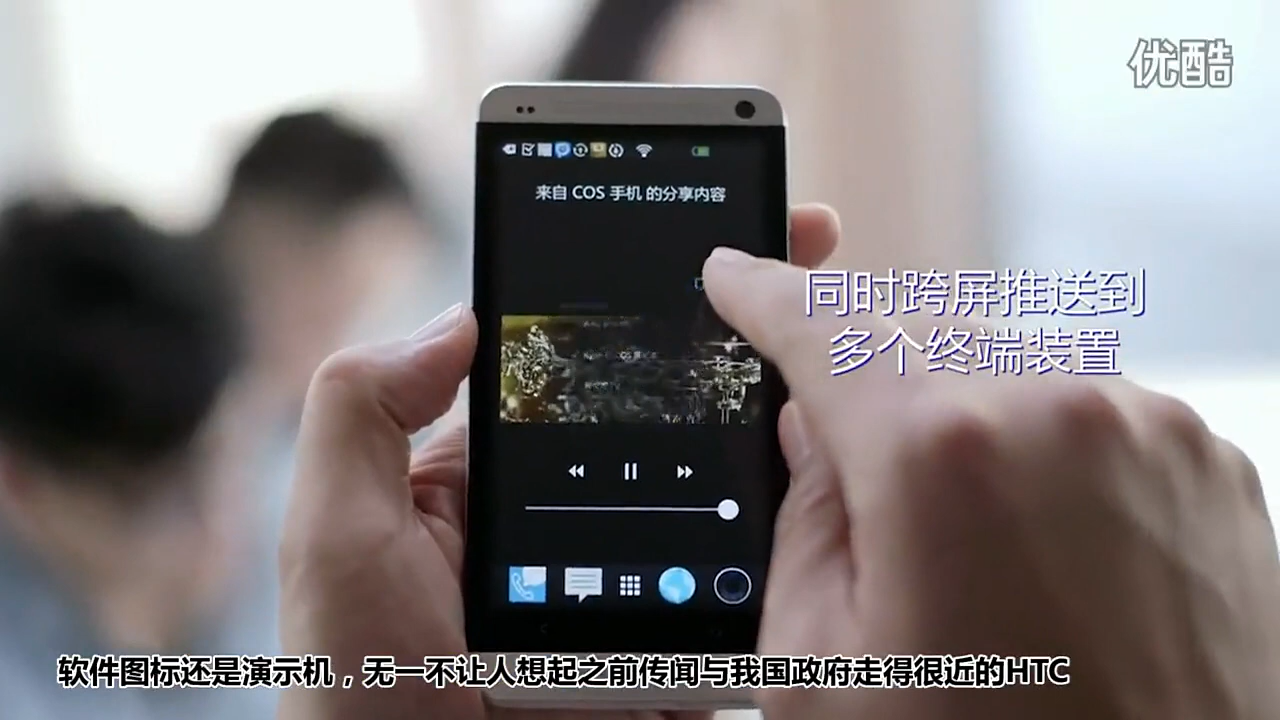 优酷
来自 COS 手机 的分享内容
同时跨屏推送到
多个终端装置
软件图标还是演示机，无一不让人想起之前传闻与我国政府走得很近的HTC